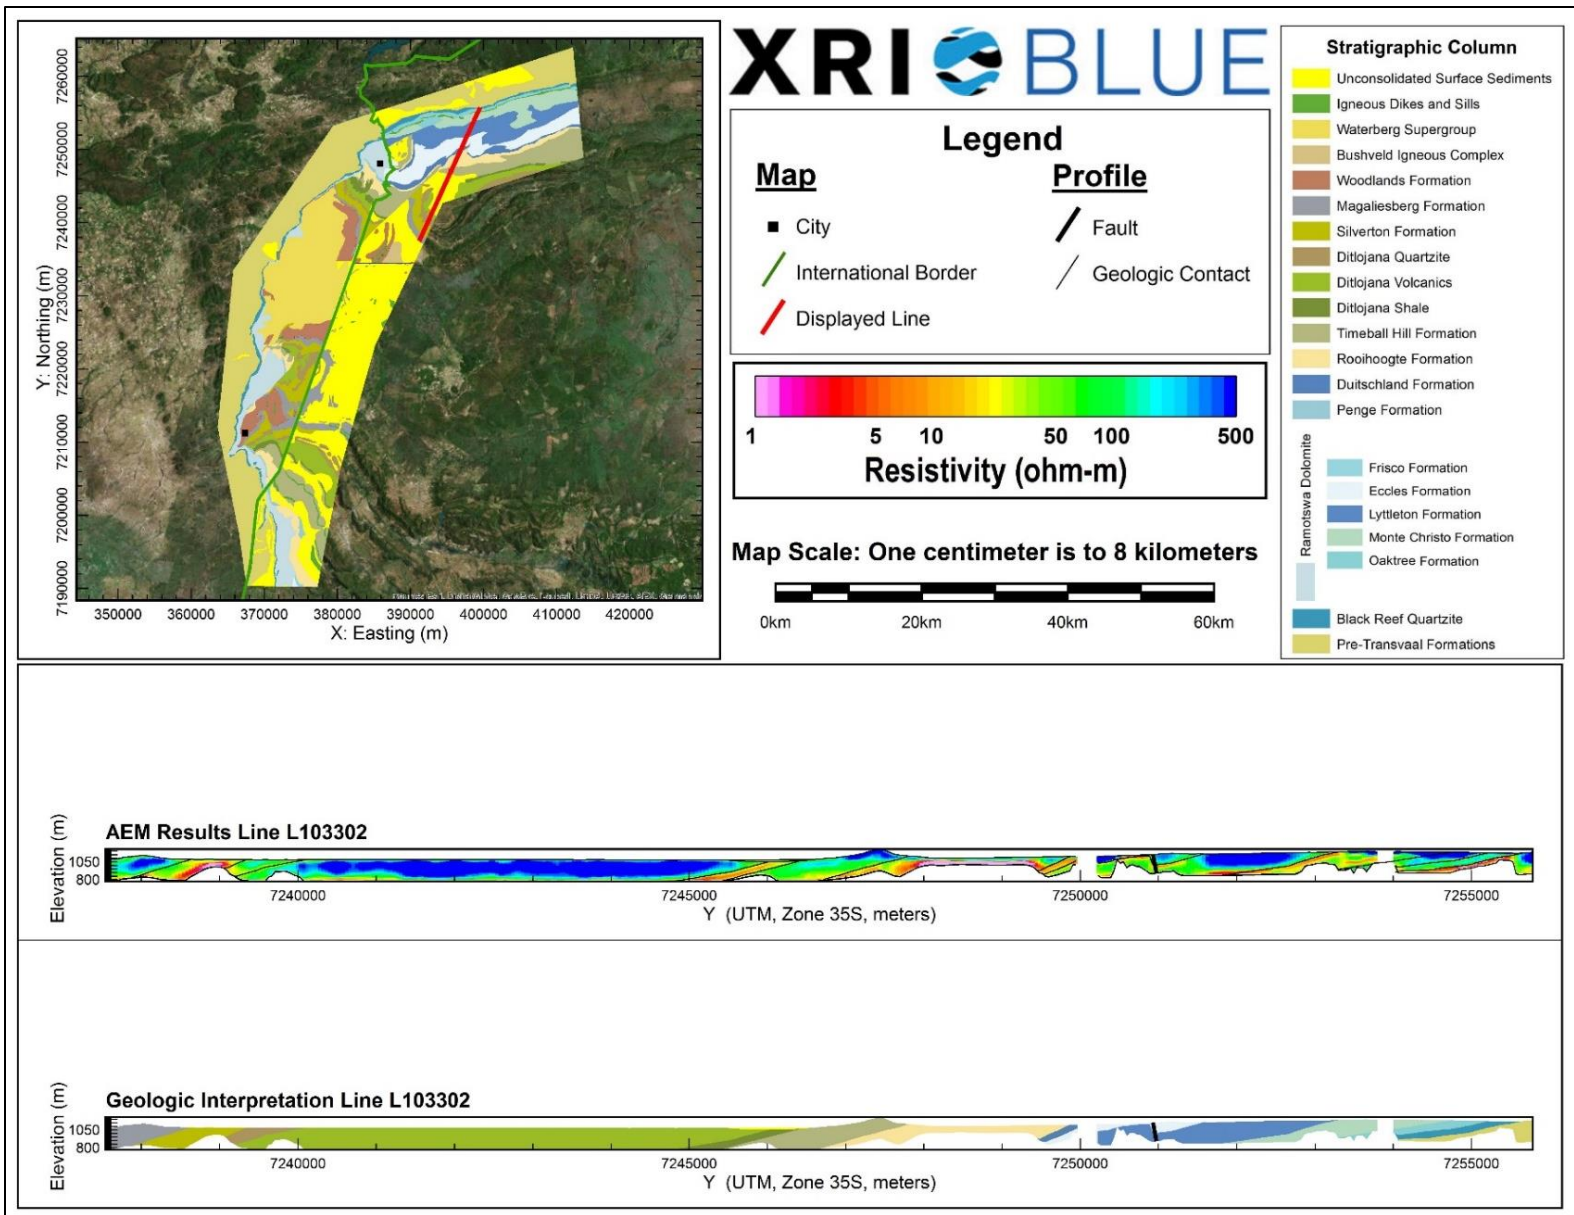 XRI BLUE
7190000 7200000 7210000 7220000 7230000 7240000 7250000 7260000
Y: Northing (m)
350000 360000 370000 380000 390000 400000 410000 420000
X: Easting (m)
Legend
Map
City
International Border
Displayed Line
Profile
Fault
Geologic Contact
1 5 10 50 100 500
Resistivity (ohm-m)
Map Scale: One centimeter is to 8 kilometers
0km 20km 40km 60km
Stratigraphic Column
Unconsolidated Surface Sediments
Igneous Dikes and Sills
Waterberg Supergroup
Bushveld Igneous Complex
Woodlands Formation
Magaliesberg Formation
Silverton Formation
Ditlojana Quartzite
Ditlojana Volcanics
Ditlojana Shale
Timeball Hill Formation
Rooihoogte Formation
Duitschland Formation
Penge Formation
Ramotswa Dolomite
Frisco Formation
Eccles Formation
Lyttleton Formation
Monte Christo Formation
Oaktree Formation
Black Reef Quartzite
Pre-Transvaal Formations
AEM Results Line L103302
Elevation (m)
1050
800
7240000 7245000 7250000 7255000
Y (UTM, Zone 35S, meters)
Geologic Interpretation Line L103302
Elevation (m)
1050
800
7240000 7245000 7250000 7255000
Y (UTM, Zone 35S, meters)